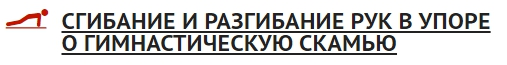 СГИБАНИЕ И РАЗГИБАНИЕ РУК В УПОРЕ
О ГИМНАСТИЧЕСКУЮ СКАМЬЮ